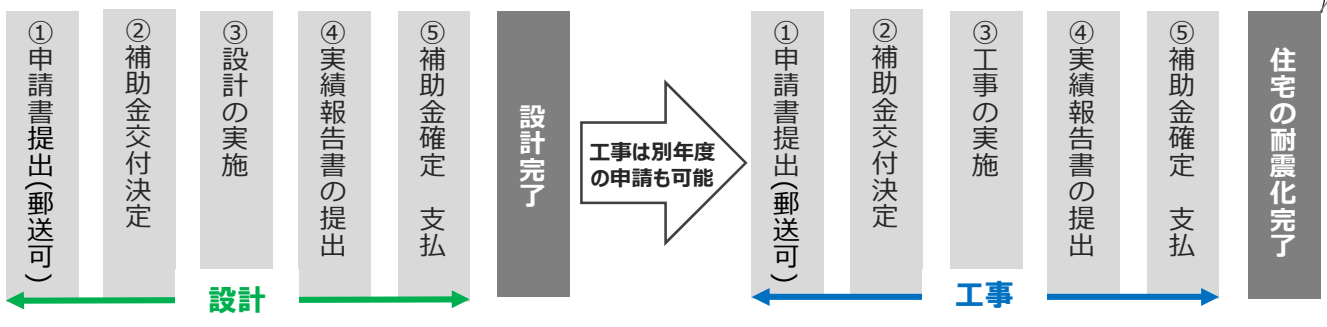 ①申請書提出(郵送可)
②補助金交付決定
③設計の実施
④実績報告書の提出
⑤補助金確定　支払
設計
設計完了
工事は別年度
の申請も可能
①申請書提出(郵送可)
②補助金交付決定
③工事の実施
④実績報告書の提出
⑤補助金確定　支払
工事
住宅の耐震化完了